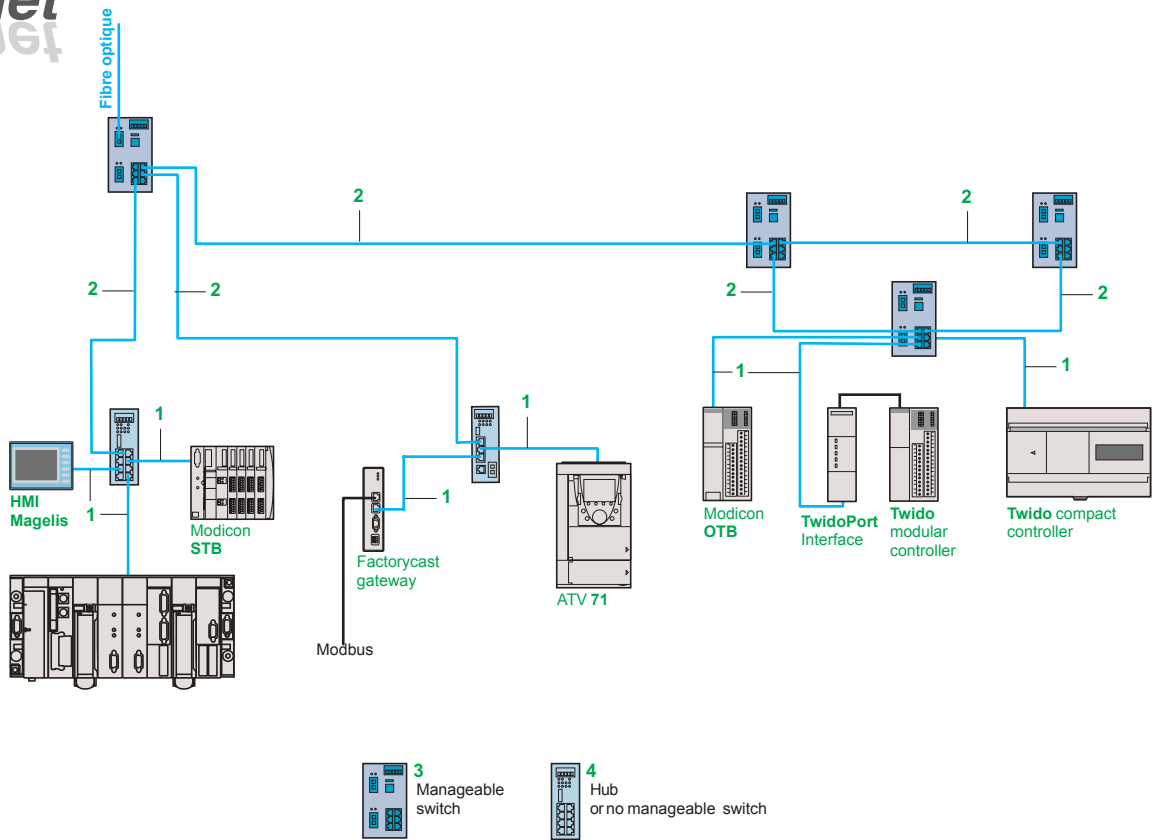 net
Fibre optique
2
2
2
2
2
2
1
1
1
1
1
1
HMI
Magelis
Modicon
STB
Factorycast
gateway
Modbus
ATV 71
Modicon
OTB
TwidoPort
Interface
Twido
modular
controller
Twido compact
controller
3
Manageable
switch
4
Hub
or no manageable switch